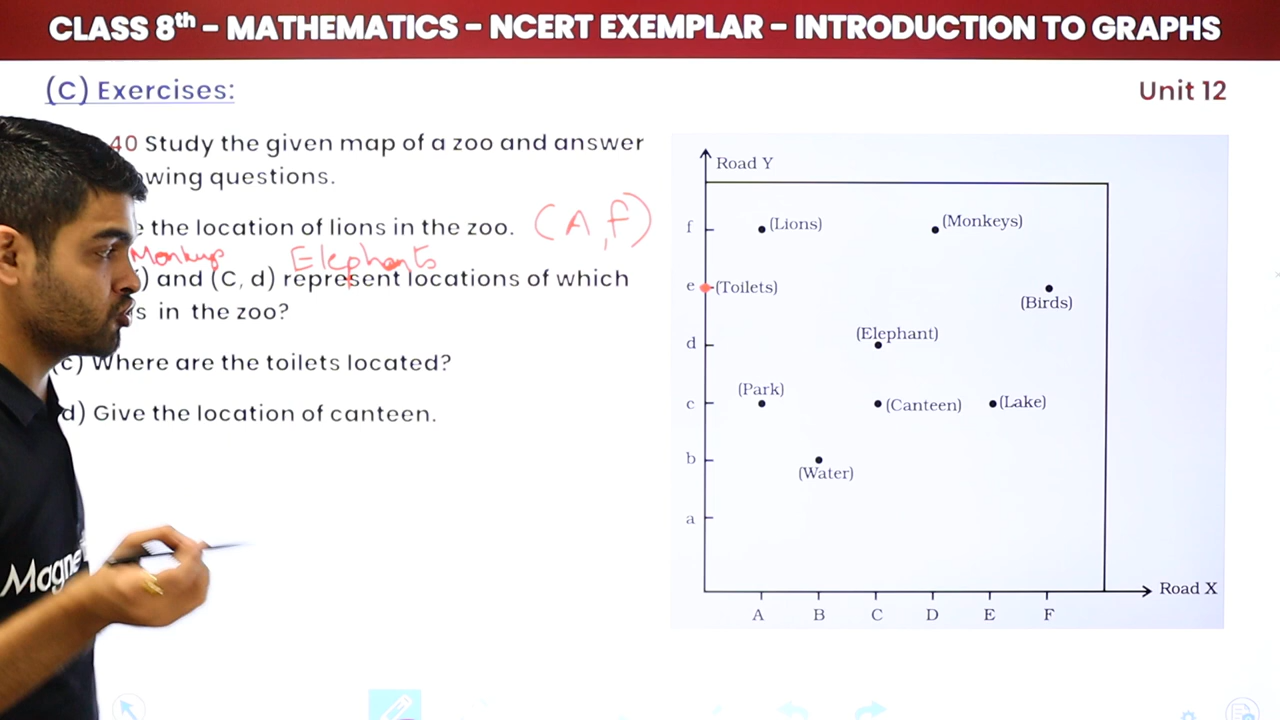 CLASS 8th – MATHEMATICS – NCERT EXEMPLAR – INTRODUCTION TO GRAPHS
(C) Exercises:
Unit 12
40 Study the given map of a zoo and answer
wing questions.
the location of lions in the zoo. (A, f)
Monkeys Elephants
) and (C, d) represent locations of which
s in the zoo?
c) Where are the toilets located?
d) Give the location of canteen.
Road Y
f
(Lions)
(Monkeys)
e
(Toilets)
(Birds)
(Elephant)
d
(Park)
c
(Canteen)
(Lake)
b
(Water)
a
Road X
A B C D E F
Magne